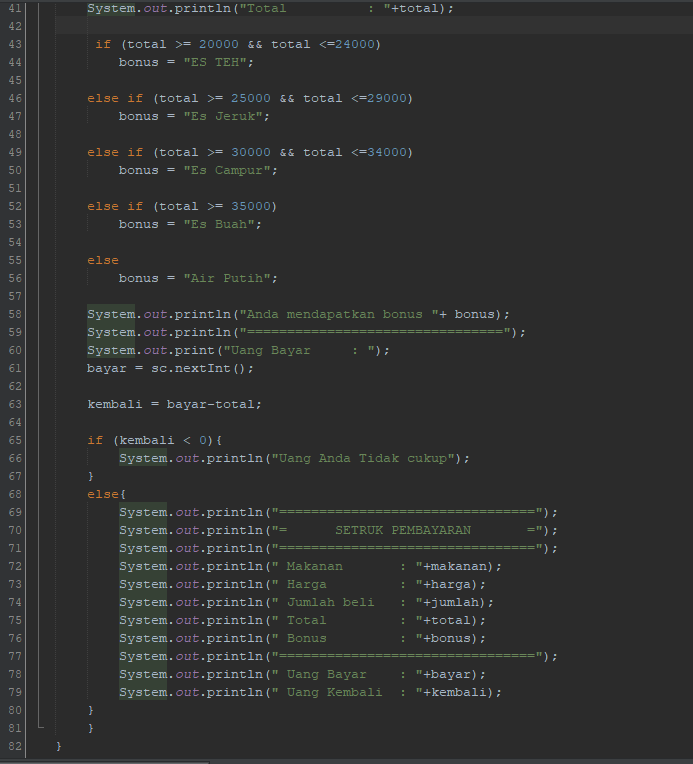 41 System.out.println("Total          : "+total);
42
43 if (total >= 20000 && total <=24000)
44 bonus = "ES TEH";
45
46 else if (total >= 25000 && total <=29000)
47 bonus = "Es Jeruk";
48
49 else if (total >= 30000 && total <=34000)
50 bonus = "Es Campur";
51
52 else if (total >= 35000)
53 bonus = "Es Buah";
54
55 else
56 bonus = "Air Putih";
57
58 System.out.println("Anda mendapatkan bonus "+ bonus);
59 System.out.println("================================");
60 System.out.print("Uang Bayar     : ");
61 bayar = sc.nextInt();
62
63 kembali = bayar-total;
64
65 if (kembali < 0){
66 System.out.println("Uang Anda Tidak cukup");
67 }
68 else{
69 System.out.println("================================");
70 System.out.println("=      SETRUK PEMBAYARAN       =");
71 System.out.println("================================");
72 System.out.println(" Makanan       : "+makanan);
73 System.out.println(" Harga         : "+harga);
74 System.out.println(" Jumlah beli   : "+jumlah);
75 System.out.println(" Total         : "+total);
76 System.out.println(" Bonus         : "+bonus);
77 System.out.println("================================");
78 System.out.println(" Uang Bayar    : "+bayar);
79 System.out.println(" Uang Kembali  : "+kembali);
80 }
81 }
82 }